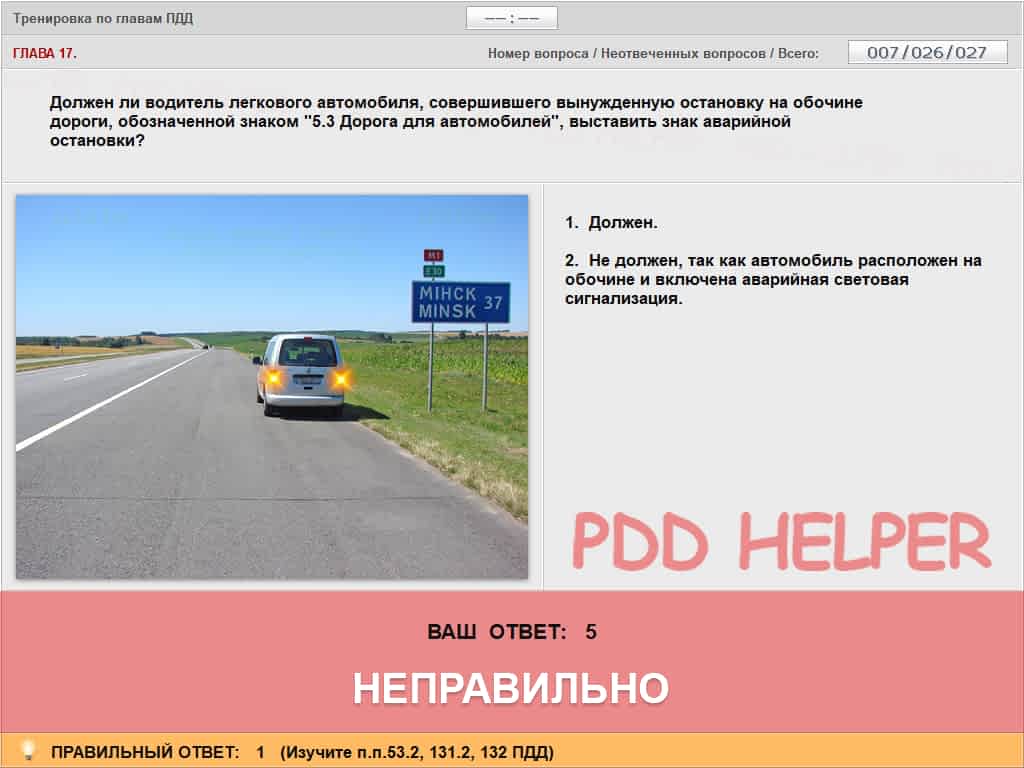 Тренировка по главам ПДД
—— : ——
ГЛАВА 17.
Номер вопроса / Неотвеченных вопросов / Всего:
007/026/027
Должен ли водитель легкового автомобиля, совершившего вынужденную остановку на обочине
дороги, обозначенной знаком "5.3 Дорога для автомобилей", выставить знак аварийной
остановки?
M1
E30
МІНСК
MINSK
37
1. Должен.
2. Не должен, так как автомобиль расположен на
обочине и включена аварийная световая
сигнализация.
PDD HELPER
ВАШ ОТВЕТ: 5
НЕПРАВИЛЬНО
ПРАВИЛЬНЫЙ ОТВЕТ: 1 (Изучите п.п.53.2, 131.2, 132 ПДД)